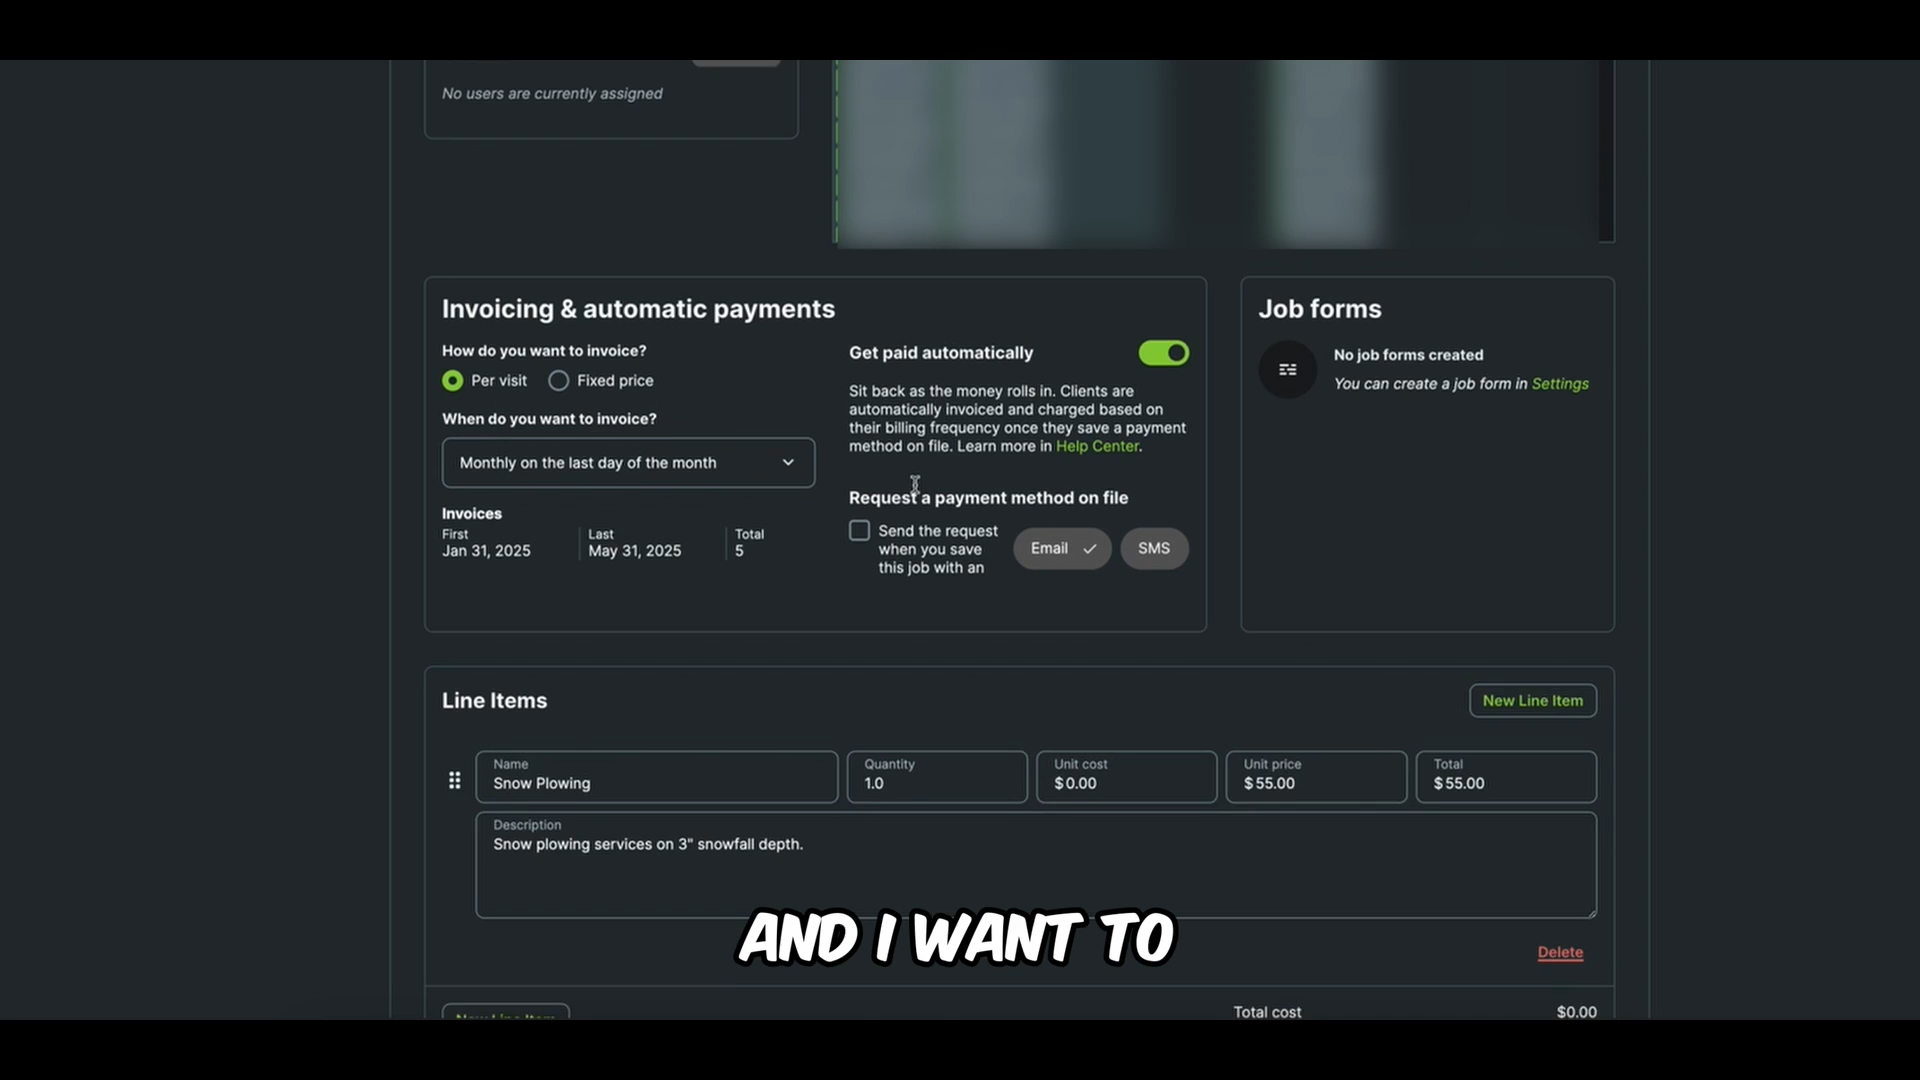 No users are currently assigned
Invoicing & automatic payments
How do you want to invoice?
Per visit
Fixed price
When do you want to invoice?
Monthly on the last day of the month
Invoices
First
Jan 31, 2025
Last
May 31, 2025
Total
5
Get paid automatically
Sit back as the money rolls in. Clients are
automatically invoiced and charged based on
their billing frequency once they save a payment
method on file. Learn more in Help Center.
Request a payment method on file
Send the request
when you save
this job with an
Email
SMS
Job forms
No job forms created
You can create a job form in Settings
Line Items
New Line Item
Name
Snow Plowing
Quantity
1.0
Unit cost
$0.00
Unit price
$55.00
Total
$55.00
Description
Snow plowing services on 3" snowfall depth.
AND I WANT TO
Delete
New Line Item
Total cost
$0.00